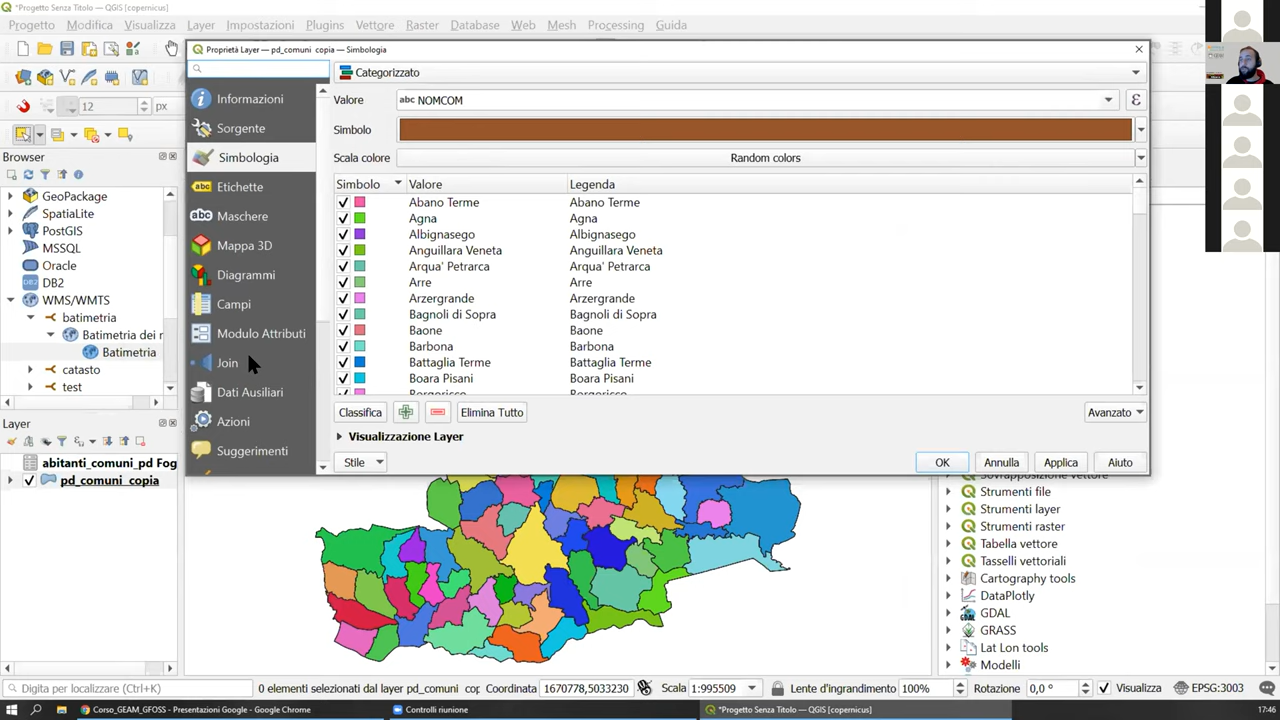 *Progetto Senza Titolo — QGIS [copernicus]
Progetto Modifica Visualizza Layer Impostazioni Plugins Vettore Raster Database Web Mesh Processing Guida
Proprietà Layer — pd_comuni copia — Simbologia
Categorizzato
Informazioni
Valore abc NOMCOM
12 px
Sorgente
Simbolo
Simbologia
Scala colore Random colors
Browser
Simbolo Valore Legenda
abc Etichette
GeoPackage
Abano Terme Abano Terme
SpatiaLite
abc Maschere
Agna Agna
PostGIS
Albignasego Albignasego
MSSQL
Mappa 3D
Anguillara Veneta Anguillara Veneta
Oracle
Arqua' Petrarca Arqua' Petrarca
DB2
Diagrammi
Arre Arre
WMS/WMTS
Campi
Arzergrande Arzergrande
batimetria
Bagnoli di Sopra Bagnoli di Sopra
Batimetria dei r
Modulo Attributi
Baone Baone
Batimetria
Barbona Barbona
catasto
Join
Battaglia Terme Battaglia Terme
test
Boara Pisani Boara Pisani
Dati Ausiliari
Borgoricco Borgoricco
Layer
Azioni
Classifica Elimina Tutto Avanzato
Suggerimenti
Visualizzazione Layer
abitanti_comuni_pd Fog
Stile OK Annulla Applica Aiuto
pd_comuni_copia
Sovrapposizione vettore
Strumenti file
Strumenti layer
Strumenti raster
Tabella vettore
Tasselli vettoriali
Cartography tools
DataPlotly
GDAL
GRASS
Lat Lon tools
Modelli
Digita per localizzare (Ctrl+K) 0 elementi selezionati dal layer pd_comuni cop Coordinata 1670778,5033230 Scala 1:995509 Lente d'ingrandimento 100% Rotazione 0,0 ° Visualizza EPSG:3003
Corso_GEAM_GFOSS - Presentazioni Google - Google Chrome Controlli riunione *Progetto Senza Titolo — QGIS [copernicus] 17:46